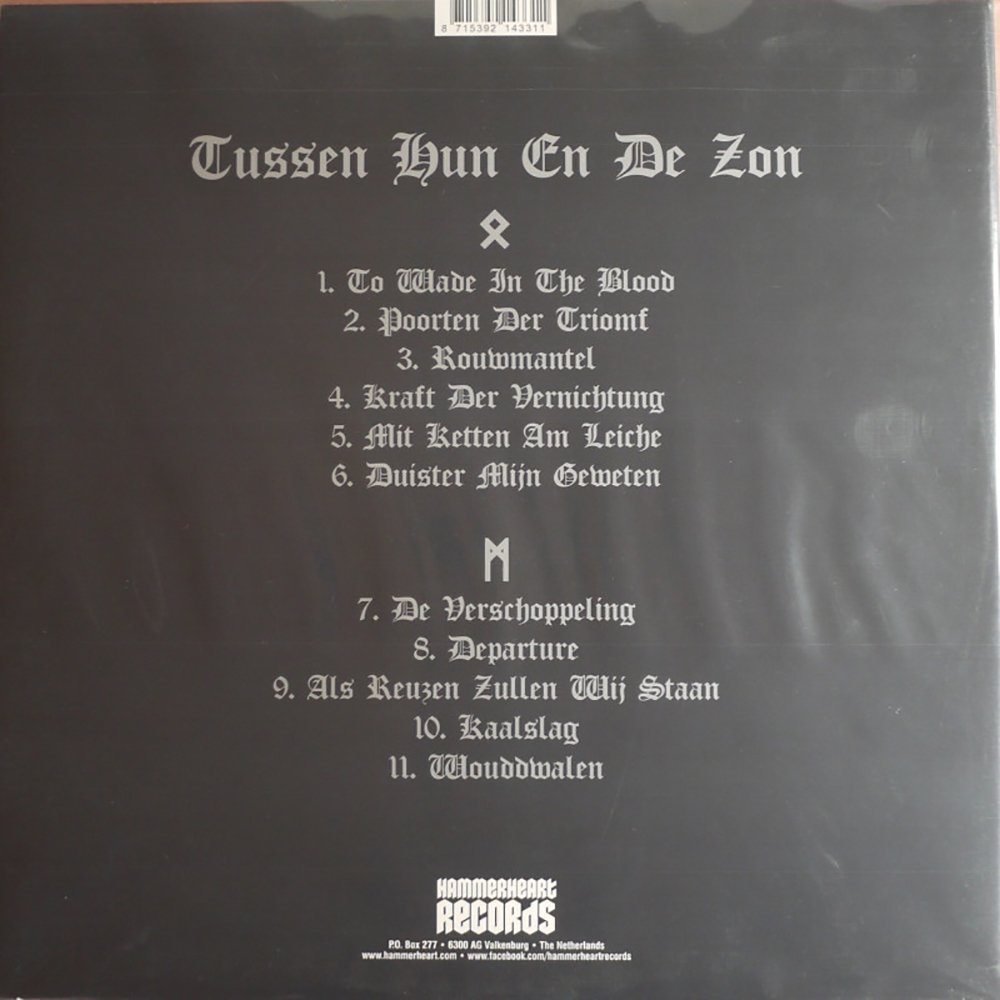 8 715392 143311
Tussen Hun En De Zon
ᛟ
1. To Wade In The Blood
2. Poorten Der Triomf
3. Rouwmantel
4. Kraft Der Vernichtung
5. Mit Ketten Am Leiche
6. Duister Mijn Geweten
ᛗ
7. De Verschoppeling
8. Departure
9. Als Reuzen Zullen Wij Staan
10. Kaalslag
11. Wouddwalen
HAMMERHEART
RECORDS
P.O. Box 277 • 6300 AG Valkenburg • The Netherlands
www.hammerheart.com • www.facebook.com/hammerheartrecords